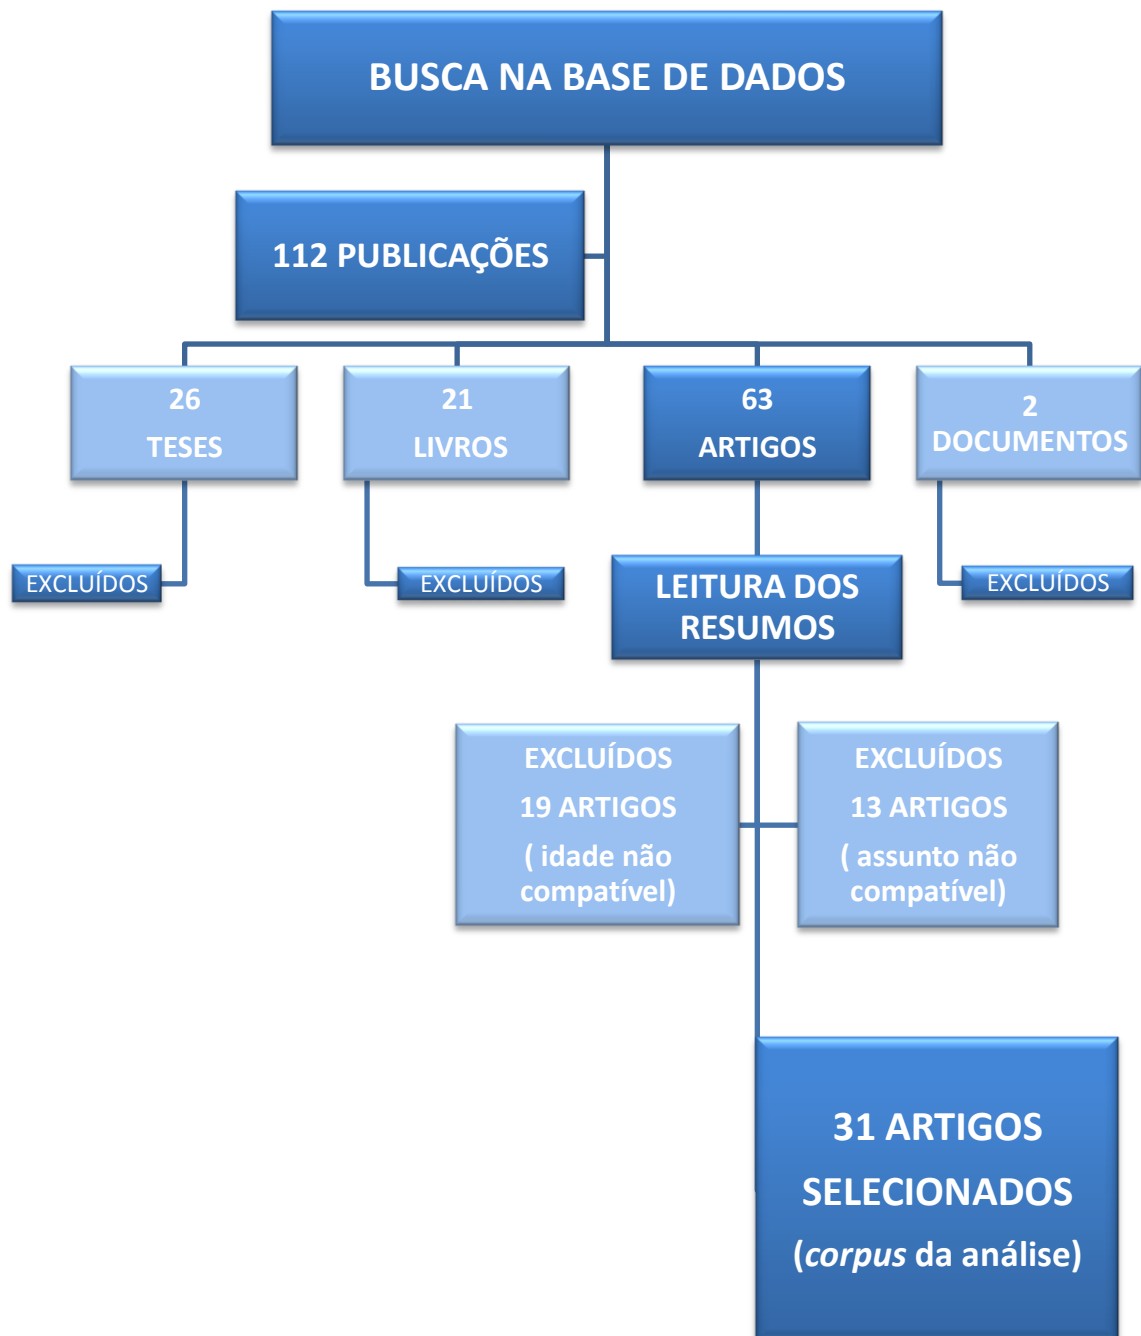 BUSCA NA BASE DE DADOS
112 PUBLICAÇÕES
26
TESES
21
LIVROS
63
ARTIGOS
2
DOCUMENTOS
EXCLUÍDOS
EXCLUÍDOS
EXCLUÍDOS
LEITURA DOS
RESUMOS
EXCLUÍDOS
19 ARTIGOS
( idade não
compatível)
EXCLUÍDOS
13 ARTIGOS
( assunto não
compatível)
31 ARTIGOS
SELECIONADOS
(corpus da análise)